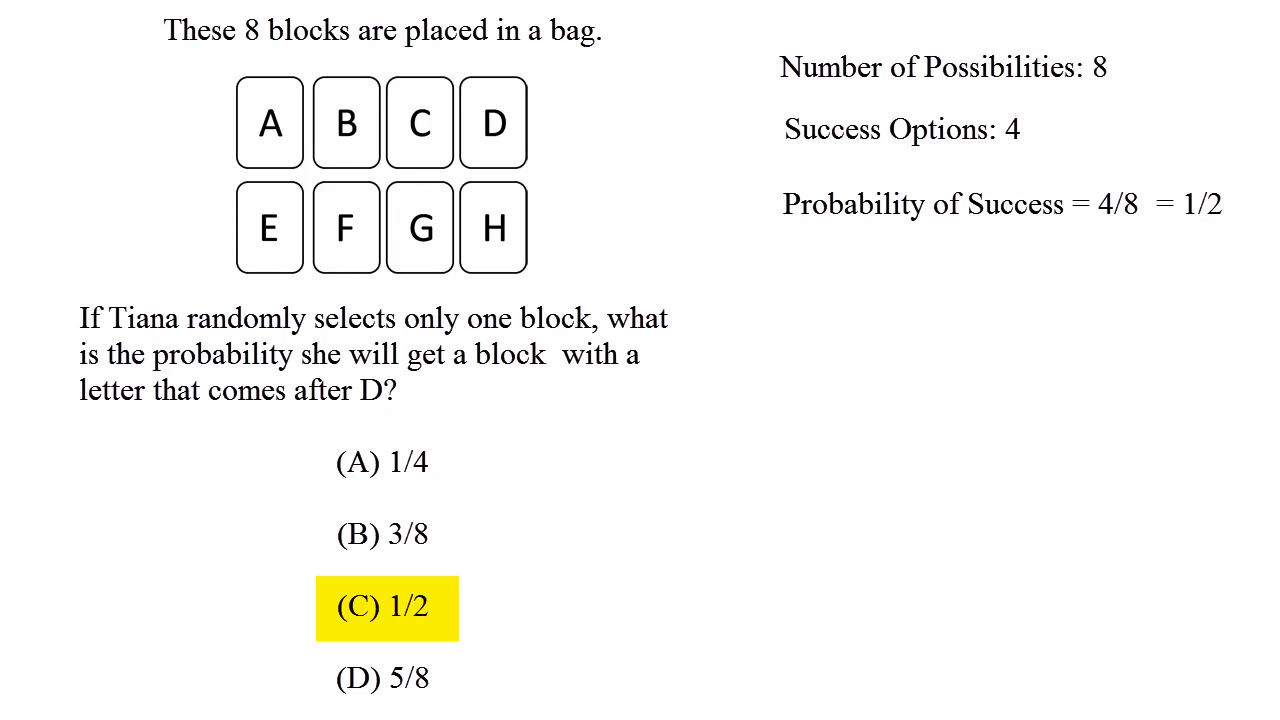 These 8 blocks are placed in a bag.
A B C D
E F G H
If Tiana randomly selects only one block, what
is the probability she will get a block with a
letter that comes after D?
(A) 1/4
(B) 3/8
(C) 1/2
(D) 5/8
Number of Possibilities: 8
Success Options: 4
Probability of Success = 4/8 = 1/2